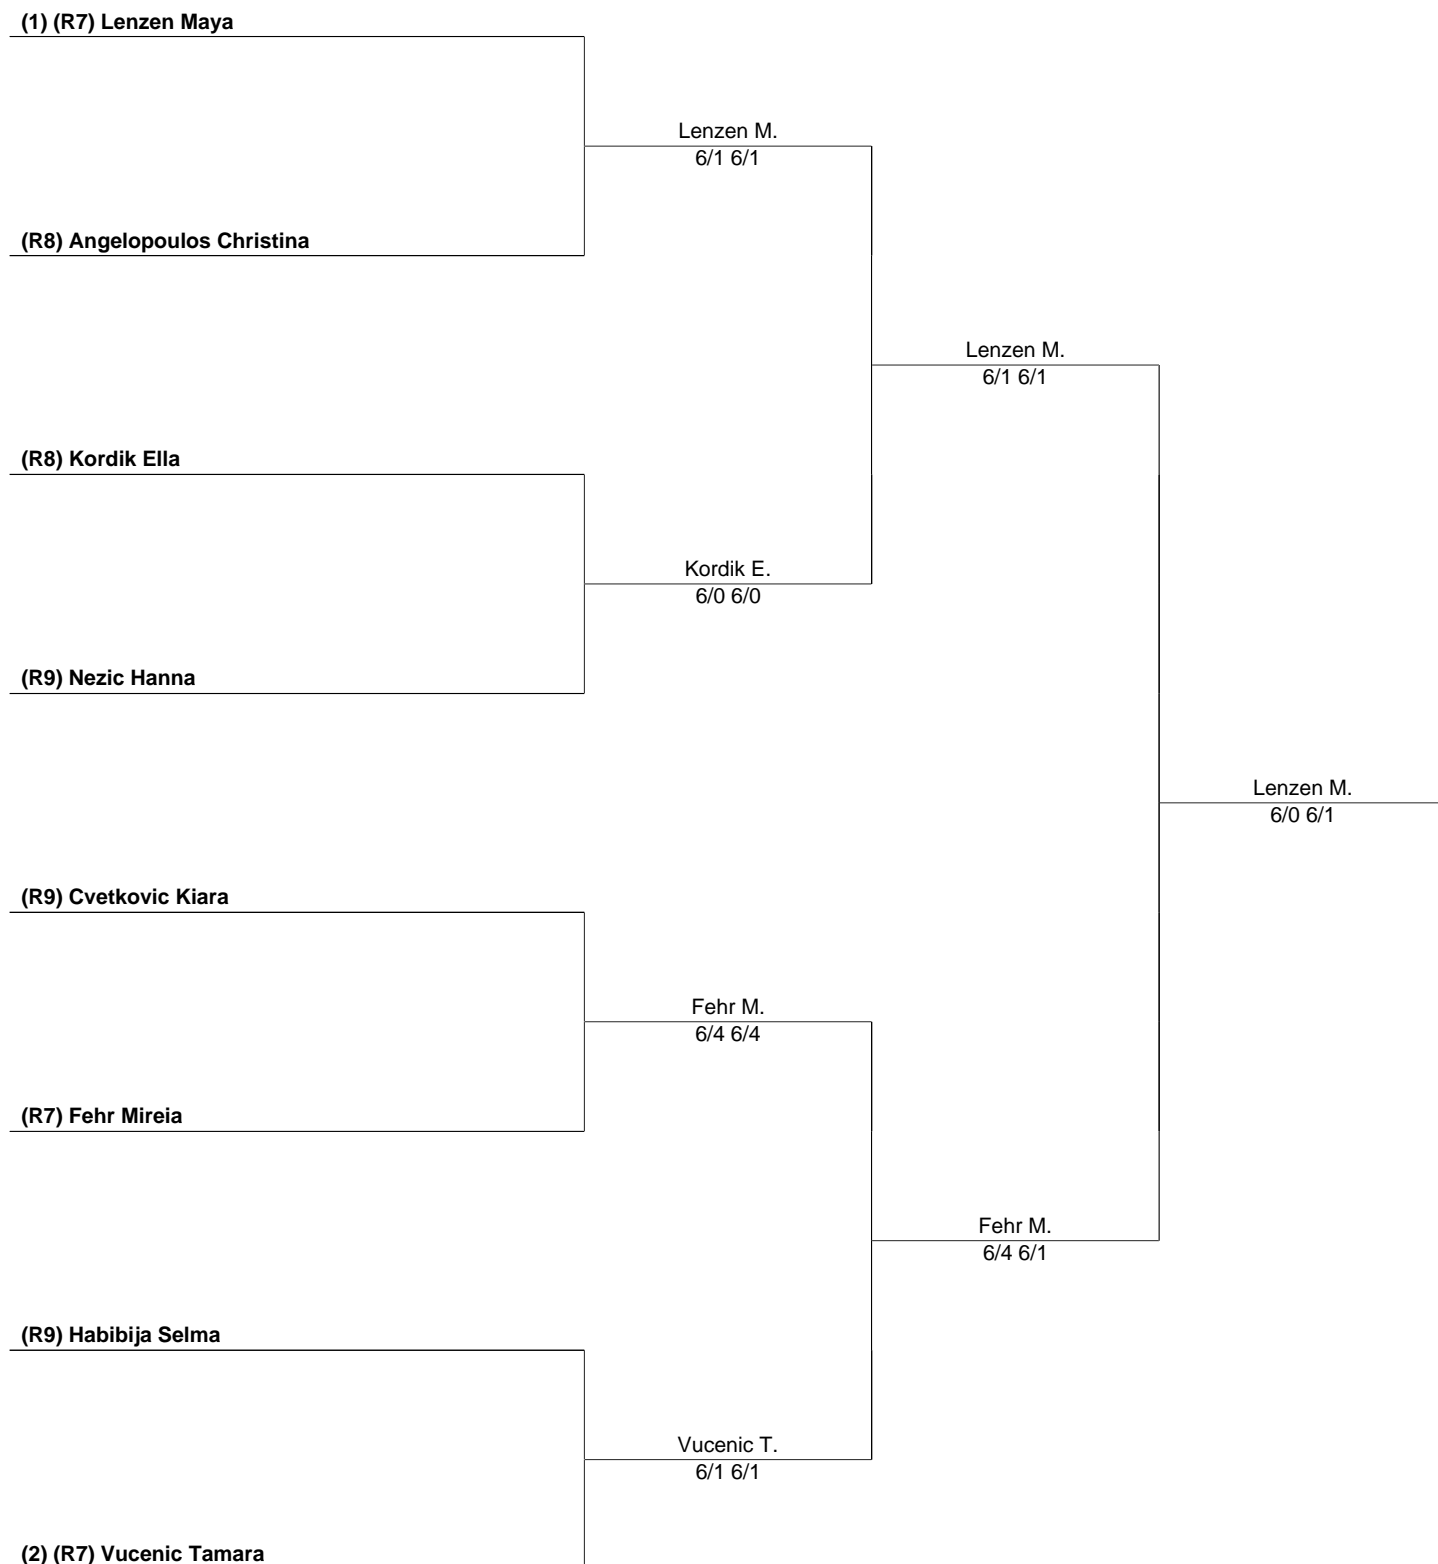 (1) (R7) Lenzen Maya
Lenzen M.
6/1 6/1
(R8) Angelopoulos Christina
Lenzen M.
6/1 6/1
(R8) Kordik Ella
Kordik E.
6/0 6/0
(R9) Nezic Hanna
Lenzen M.
6/0 6/1
(R9) Cvetkovic Kiara
Fehr M.
6/4 6/4
(R7) Fehr Mireia
Fehr M.
6/4 6/1
(R9) Habibija Selma
Vucenic T.
6/1 6/1
(2) (R7) Vucenic Tamara